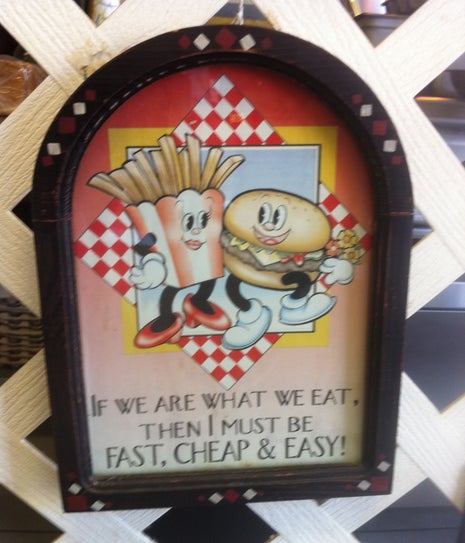 IF WE ARE WHAT WE EAT,
THEN I MUST BE
FAST, CHEAP & EASY!